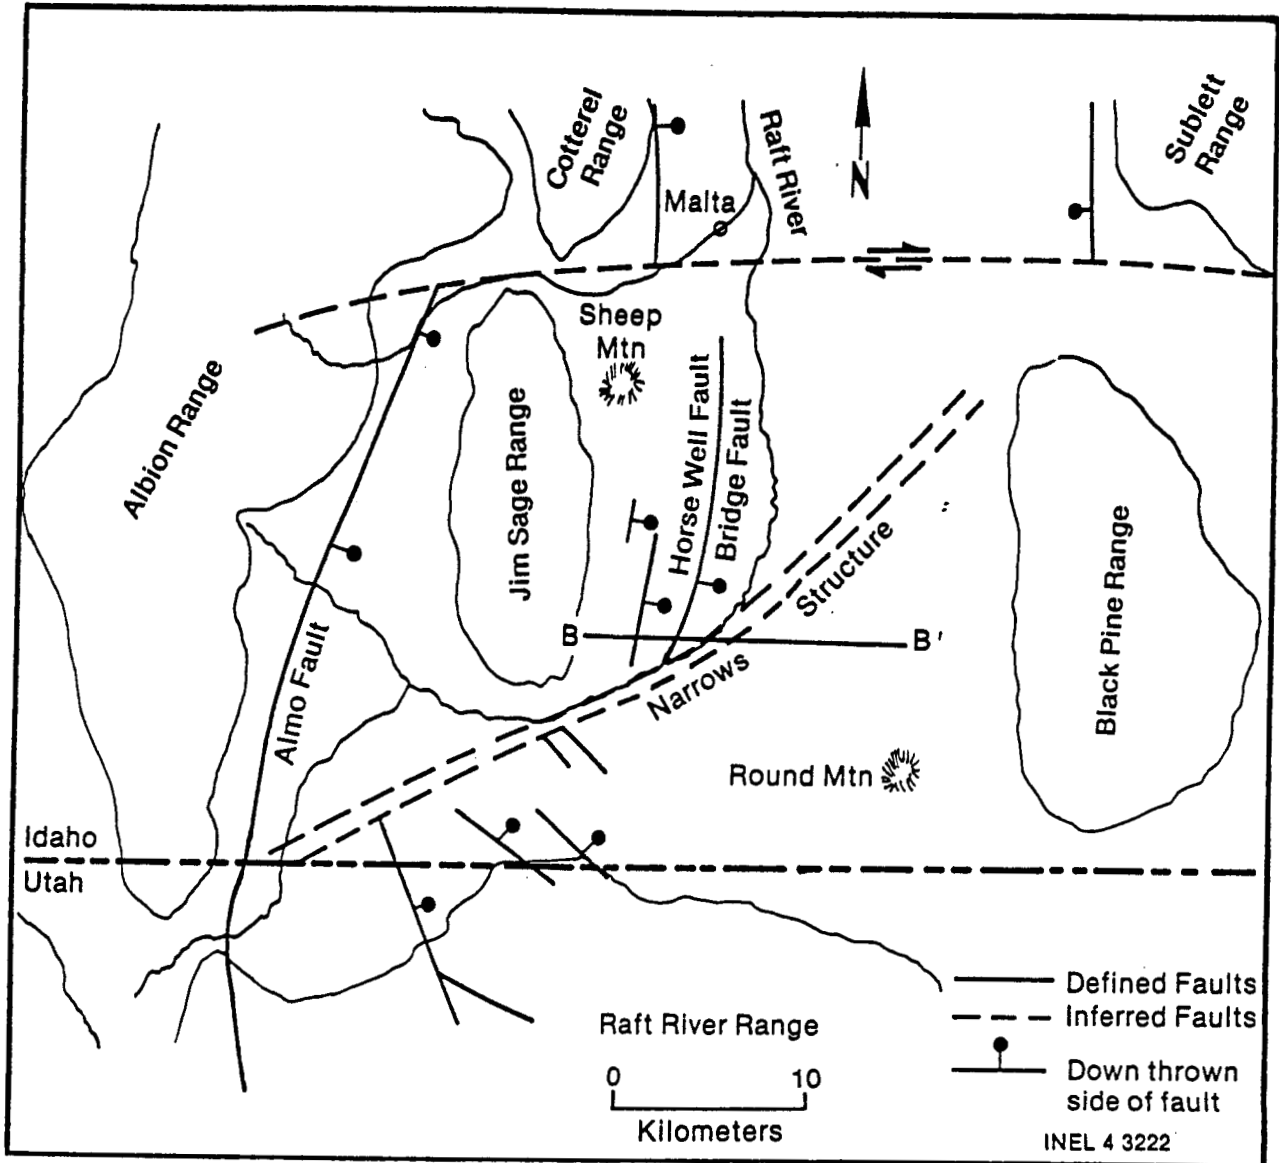 Cotterel
Range
Sublett
Range
Raft River
N
Malta
Sheep
Mtn
Albion Range
Jim Sage Range
Horse Well Fault
Bridge Fault
Structure
Black Pine Range
B
B'
Almo Fault
Narrows
Round Mtn
Idaho
Utah
Defined Faults
Inferred Faults
Raft River Range
0 10
Down thrown
side of fault
Kilometers
INEL 4 3222